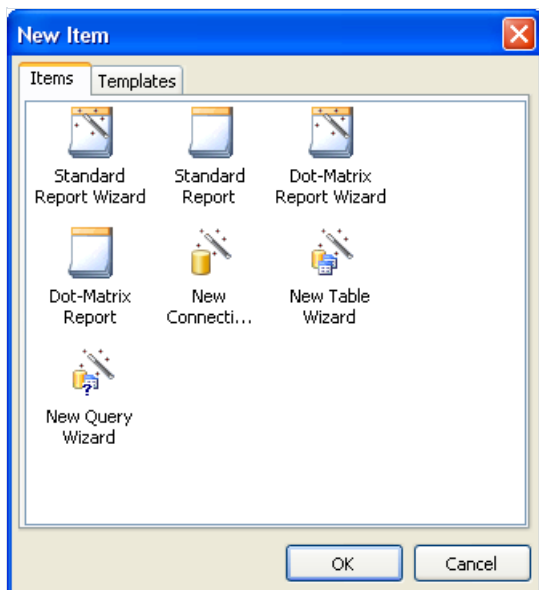 New Item
Items Templates
Standard Report Wizard
Standard Report
Dot-Matrix Report Wizard
Dot-Matrix Report
New Connecti...
New Table Wizard
New Query Wizard
OK Cancel